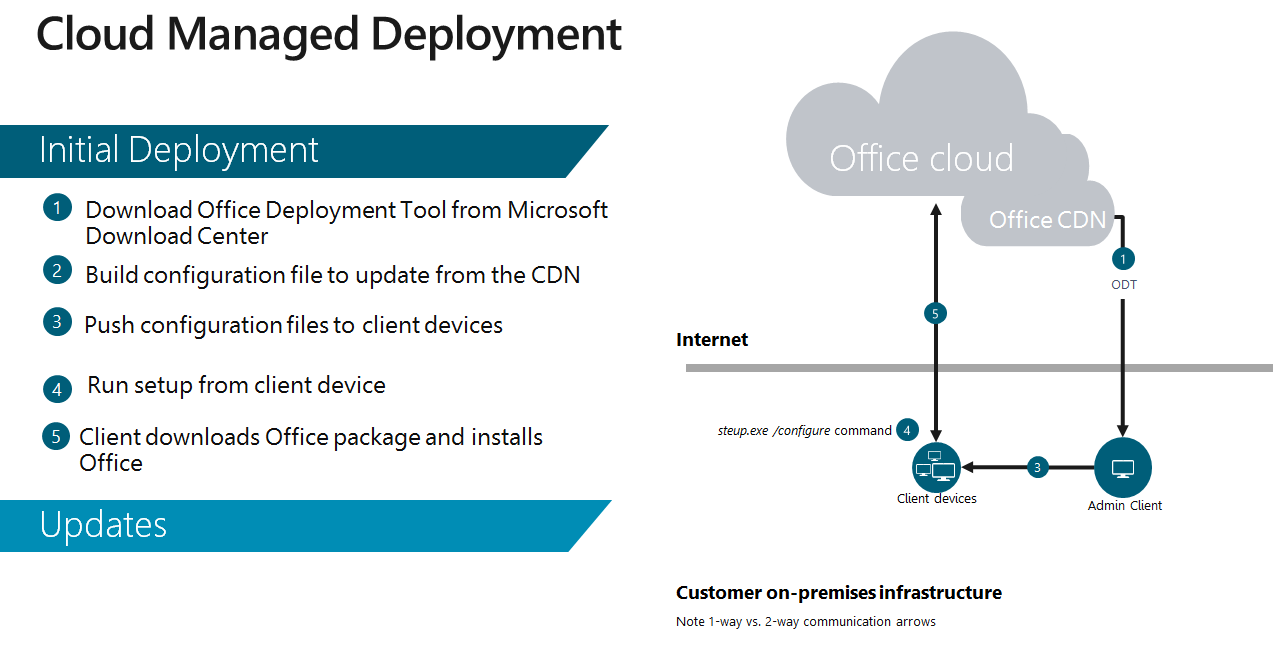 Cloud Managed Deployment
Initial Deployment
1 Download Office Deployment Tool from Microsoft
Download Center
2 Build configuration file to update from the CDN
3 Push configuration files to client devices
4 Run setup from client device
5 Client downloads Office package and installs
Office
Updates
Office cloud
Office CDN
1
ODT
5
Internet
steup.exe /configure command 4
3
Client devices
Admin Client
Customer on-premises infrastructure
Note 1-way vs. 2-way communication arrows